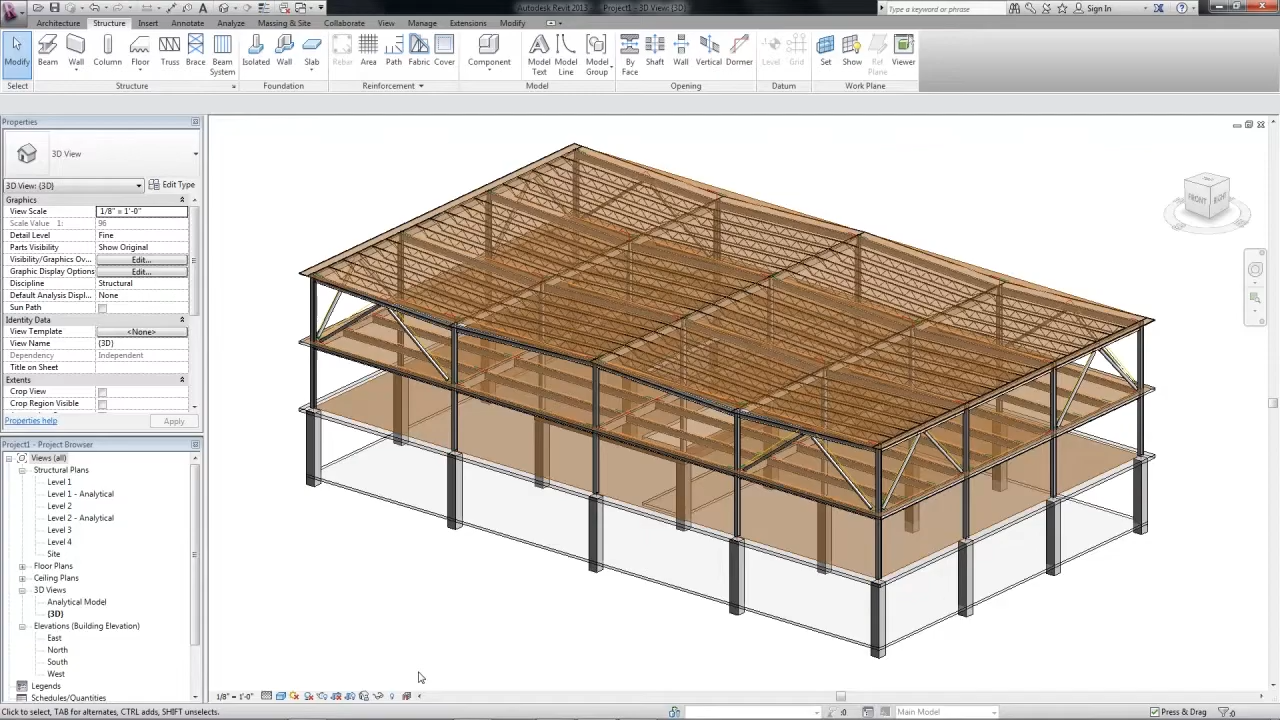 Autodesk Revit 2013 - Project1 - 3D View: {3D}
Type a keyword or phrase
Sign In
Architecture Structure Insert Annotate Analyze Massing & Site Collaborate View Manage Extensions Modify
Modify Beam Wall Column Floor Truss Brace Beam System Isolated Wall Slab Rebar Area Path Fabric Cover Component Model Text Model Line Model Group By Face Shaft Wall Vertical Dormer Level Grid Set Show Ref Plane Viewer
Select Structure Foundation Reinforcement Model Opening Datum Work Plane
Properties
3D View
3D View: {3D} Edit Type
Graphics
View Scale 1/8" = 1'-0"
Scale Value 1: 96
Detail Level Fine
Parts Visibility Show Original
Visibility/Graphics Ov... Edit...
Graphic Display Options Edit...
Discipline Structural
Default Analysis Displ... None
Sun Path
Identity Data
View Template <None>
View Name {3D}
Dependency Independent
Title on Sheet
Extents
Crop View
Crop Region Visible
Properties help Apply
Project1 - Project Browser
Views (all)
Structural Plans
Level 1
Level 1 - Analytical
Level 2
Level 2 - Analytical
Level 3
Level 4
Site
Floor Plans
Ceiling Plans
3D Views
Analytical Model
{3D}
Elevations (Building Elevation)
East
North
South
West
Legends
Schedules/Quantities
FRONT RIGHT
1/8" = 1'-0"
Click to select, TAB for alternates, CTRL adds, SHIFT unselects.
:0
Main Model
Press & Drag
:0